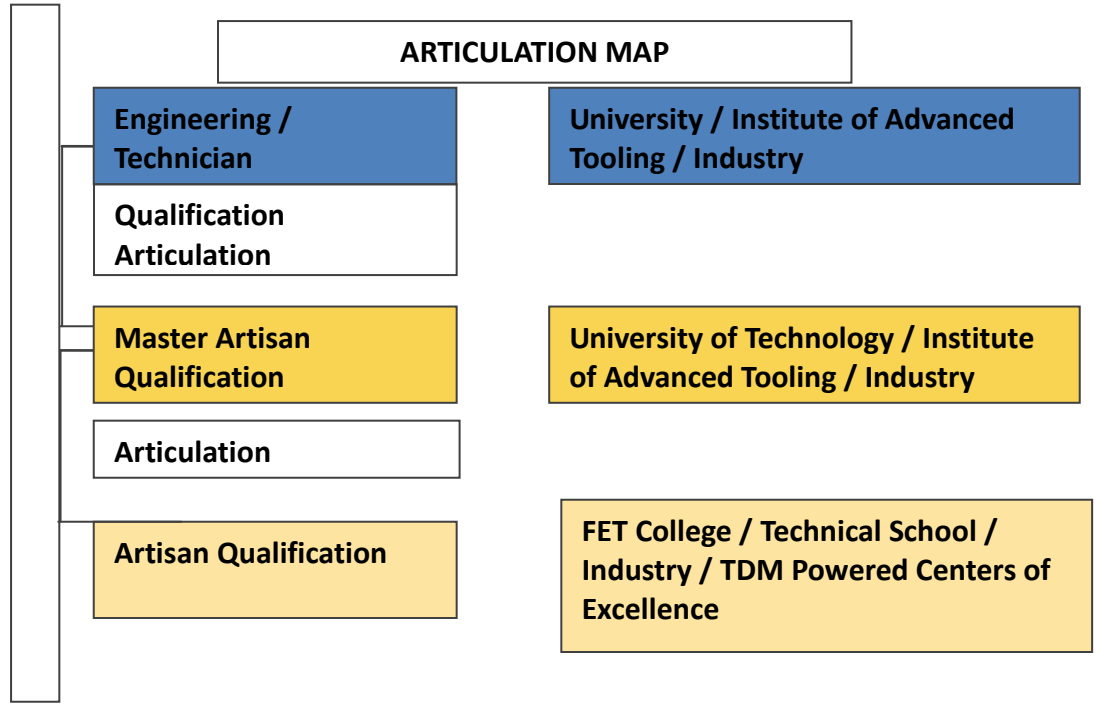 ARTICULATION MAP
Engineering /
Technician
University / Institute of Advanced
Tooling / Industry
Qualification
Articulation
Master Artisan
Qualification
University of Technology / Institute
of Advanced Tooling / Industry
Articulation
Artisan Qualification
FET College / Technical School /
Industry / TDM Powered Centers of
Excellence